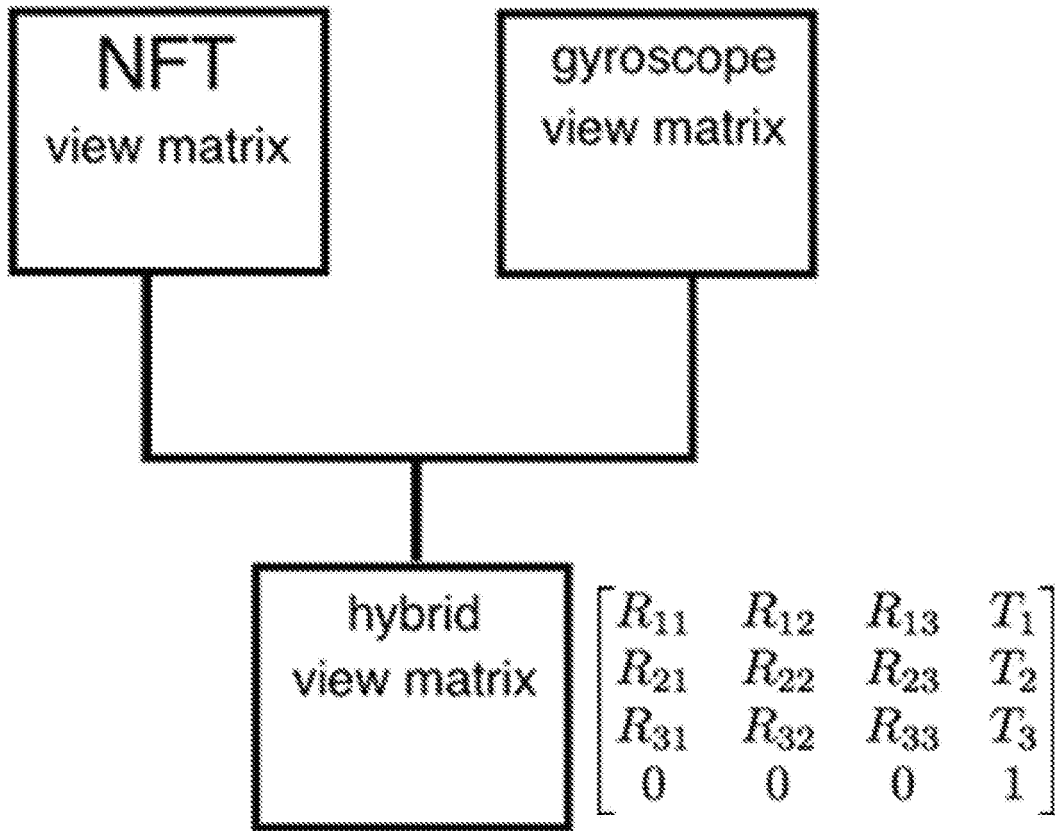 NFT
view matrix
gyroscope
view matrix
hybrid
view matrix
R₁₁ R₁₂ R₁₃ T₁
R₂₁ R₂₂ R₂₃ T₂
R₃₁ R₃₂ R₃₃ T₃
0 0 0 1